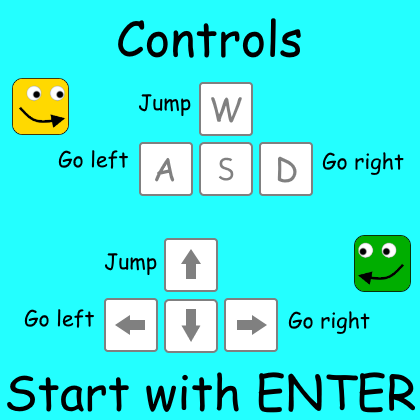 Controls
Jump W
Go left A S D Go right
Jump
Go left Go right
Start with ENTER